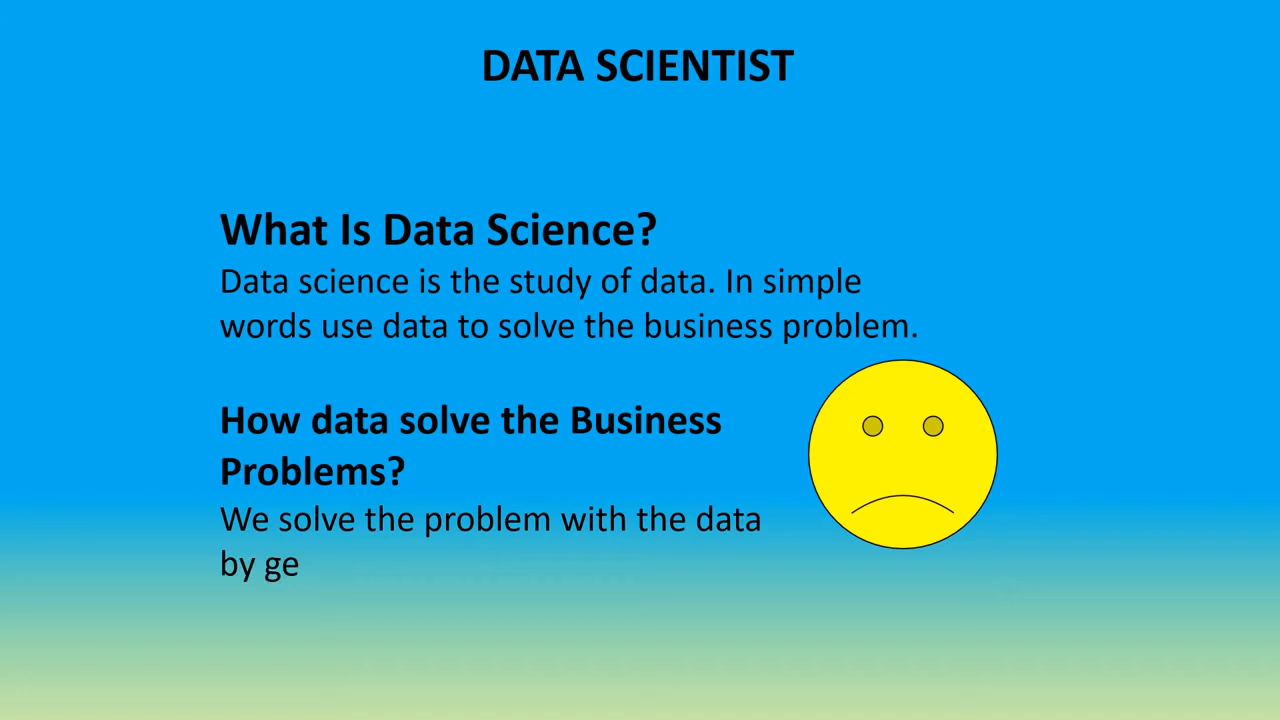 DATA SCIENTIST
What Is Data Science?
Data science is the study of data. In simple
words use data to solve the business problem.
How data solve the Business
Problems?
We solve the problem with the data
by ge